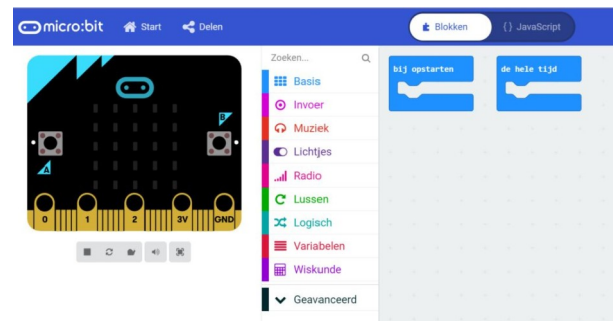 micro:bit Start Delen Blokken {} JavaScript
Zoeken...
Basis
Invoer
Muziek
Lichtjes
Radio
Lussen
Logisch
Variabelen
Wiskunde
Geavanceerd
bij opstarten
de hele tijd
B
A
0 1 2 3V GND